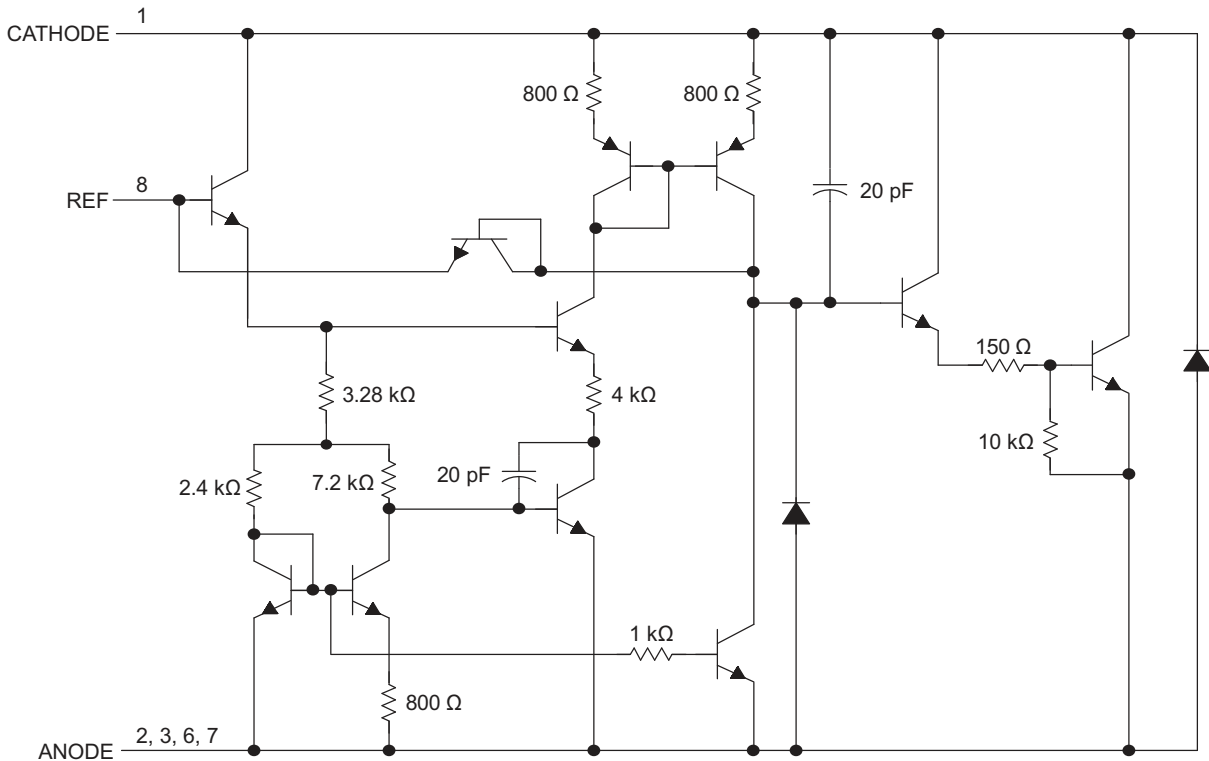 1
CATHODE
800 Ω
800 Ω
8
REF
20 pF
150 Ω
3.28 kΩ
4 kΩ
10 kΩ
2.4 kΩ
7.2 kΩ
20 pF
1 kΩ
800 Ω
2, 3, 6, 7
ANODE